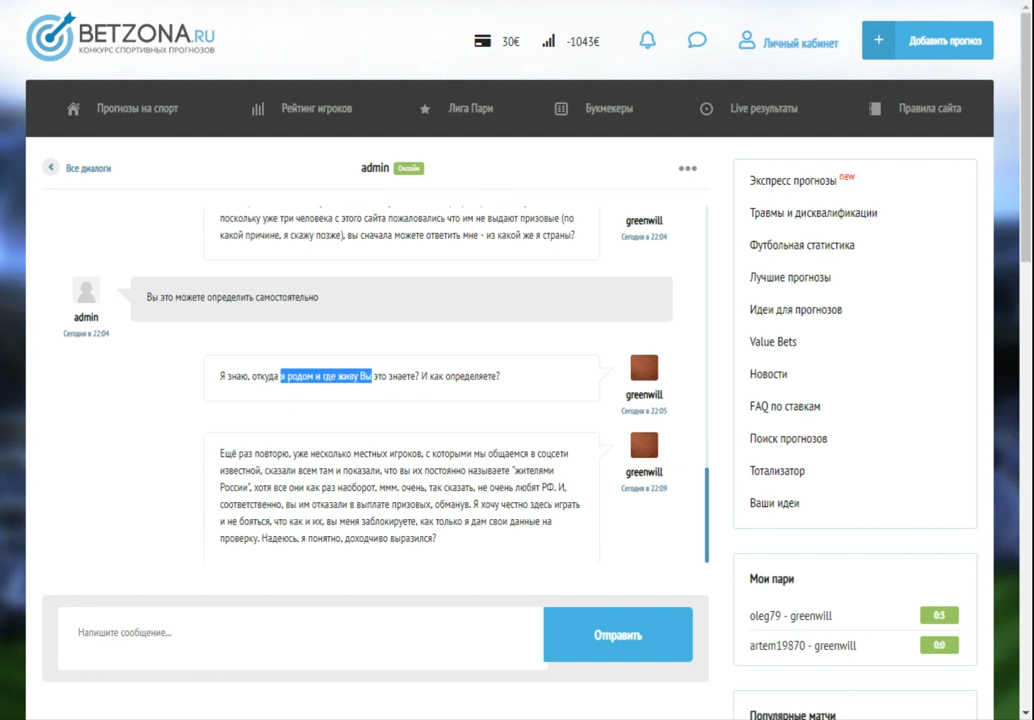 BETZONA.RU
КОНКУРС СПОРТИВНЫХ ПРОГНОЗОВ
30€
-1043€
Личный кабинет
+ Добавить прогноз
Прогнозы на спорт
Рейтинг игроков
Лига Пари
Букмекеры
Live результаты
Правила сайта
Все диалоги
admin Онлайн
поскольку уже три человека с этого сайта пожаловались что им не выдают призовые (по
какой причине, я скажу позже), вы сначала можете ответить мне - из какой же я страны?
greenwill
Сегодня в 22:04
Вы это можете определить самостоятельно
admin
Сегодня в 22:04
Я знаю, откуда я родом и где живу Вы это знаете? И как определяете?
greenwill
Сегодня в 22:05
Ещё раз повторю, уже несколько местных игроков, с которыми мы общаемся в соцсети
известной, сказали всем там и показали, что вы их постоянно называете "жителями
России", хотя все они как раз наоборот, ммм. очень, так сказать, не очень любят РФ. И,
соответственно, вы им отказали в выплате призовых, обманув. Я хочу честно здесь играть
и не бояться, что как и их, вы меня заблокируете, как только я дам свои данные на
проверку. Надеюсь, я понятно, доходчиво выразился?
greenwill
Сегодня в 22:09
Напишите сообщение...
Отправить
Экспресс прогнозы new
Травмы и дисквалификации
Футбольная статистика
Лучшие прогнозы
Идеи для прогнозов
Value Bets
Новости
FAQ по ставкам
Поиск прогнозов
Тотализатор
Ваши идеи
Мои пари
oleg79 - greenwill 0:3
artem19870 - greenwill 0:0
Популярные матчи